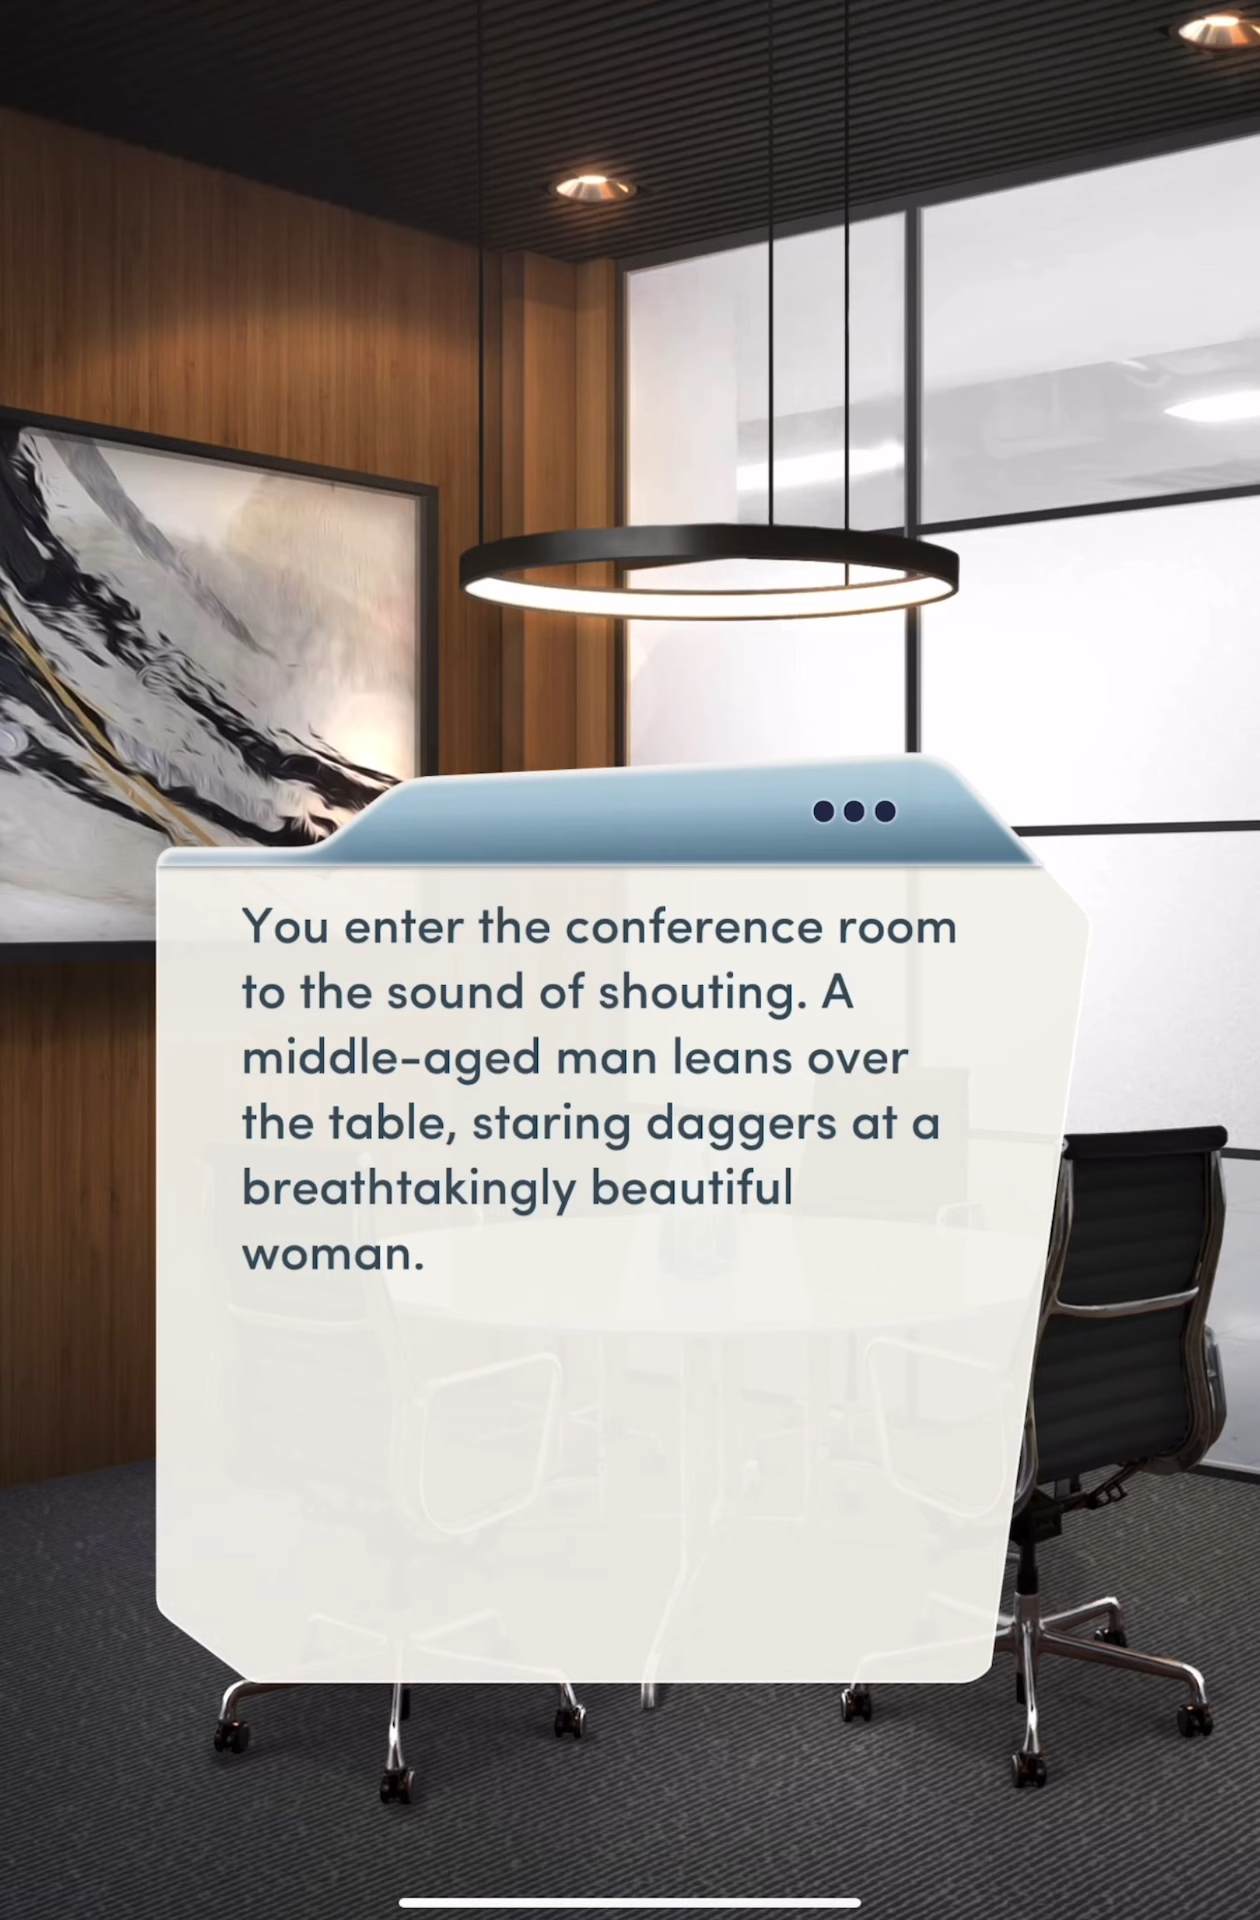 You enter the conference room
to the sound of shouting. A
middle-aged man leans over
the table, staring daggers at a
breathtakingly beautiful
woman.